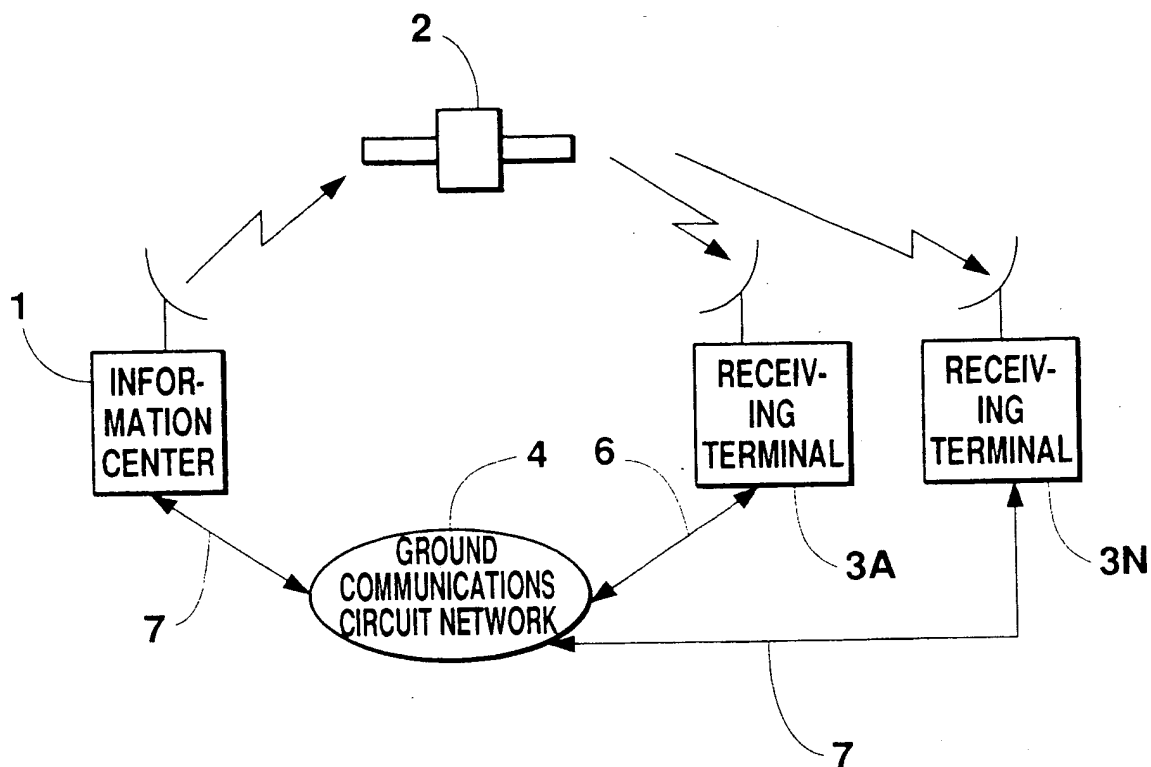 2
1
INFOR-
MATION
CENTER
RECEIV-
ING
TERMINAL
RECEIV-
ING
TERMINAL
4
6
GROUND
COMMUNICATIONS
CIRCUIT NETWORK
3A
3N
7
7